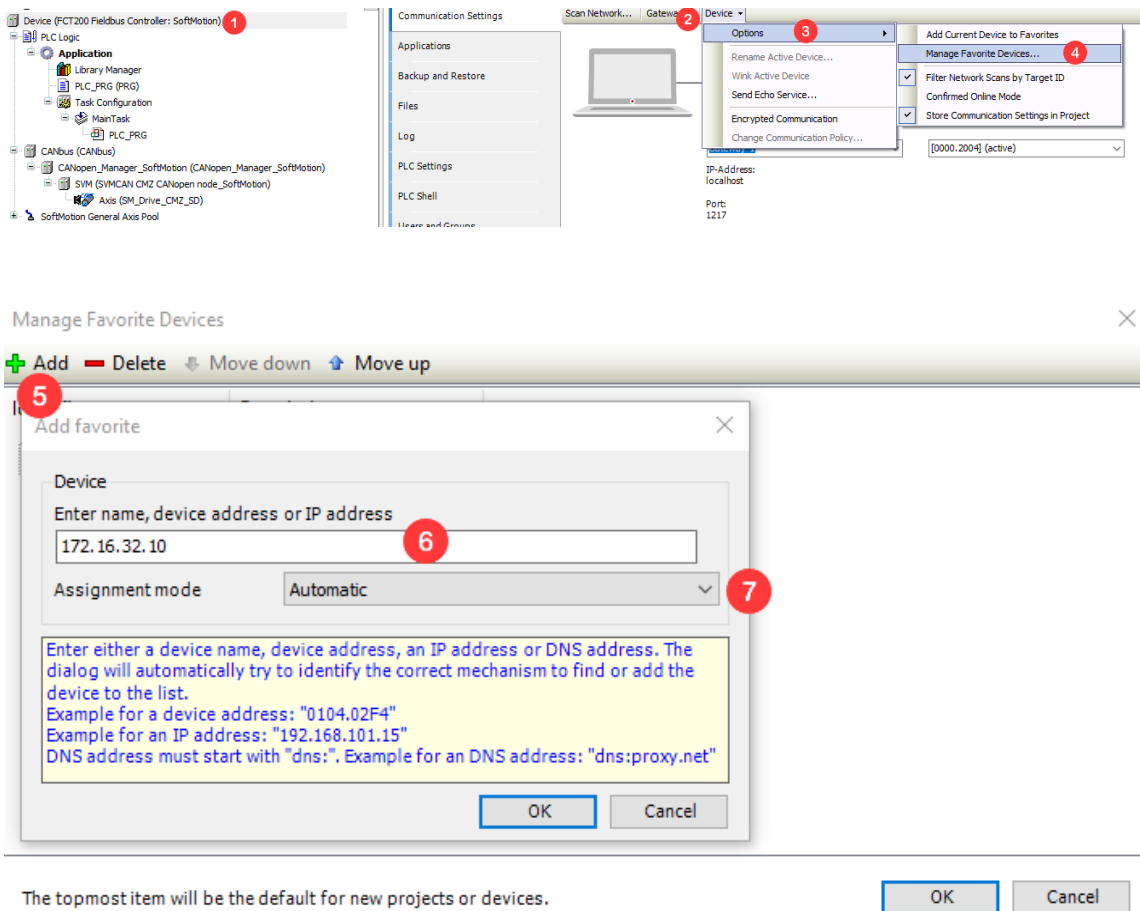 Device (FCT200 Fieldbus Controller: SoftMotion)
1
PLC Logic
Application
Library Manager
PLC_PRG (PRG)
Task Configuration
MainTask
PLC_PRG
CANbus (CANbus)
CANopen_Manager_SoftMotion (CANopen_Manager_SoftMotion)
SVM (SVMCAN CMZ CANopen node_SoftMotion)
Axis (SM_Drive_CMZ_SD)
SoftMotion General Axis Pool
Communication Settings
Applications
Backup and Restore
Files
Log
PLC Settings
PLC Shell
Users and Groups
Scan Network... Gateway 2 Device
Options 3
Rename Active Device...
Wink Active Device
Send Echo Service...
Encrypted Communication
Change Communication Policy...
Add Current Device to Favorites
Manage Favorite Devices... 4
Filter Network Scans by Target ID
Confirmed Online Mode
Store Communication Settings in Project
[0000.2004] (active)
IP-Address:
localhost
Port:
1217
Manage Favorite Devices
Add Delete Move down Move up
5
Add favorite
Device
Enter name, device address or IP address
172.16.32.10 6
Assignment mode Automatic 7
Enter either a device name, device address, an IP address or DNS address. The
dialog will automatically try to identify the correct mechanism to find or add the
device to the list.
Example for a device address: "0104.02F4"
Example for an IP address: "192.168.101.15"
DNS address must start with "dns:". Example for an DNS address: "dns:proxy.net"
OK Cancel
The topmost item will be the default for new projects or devices.
OK Cancel